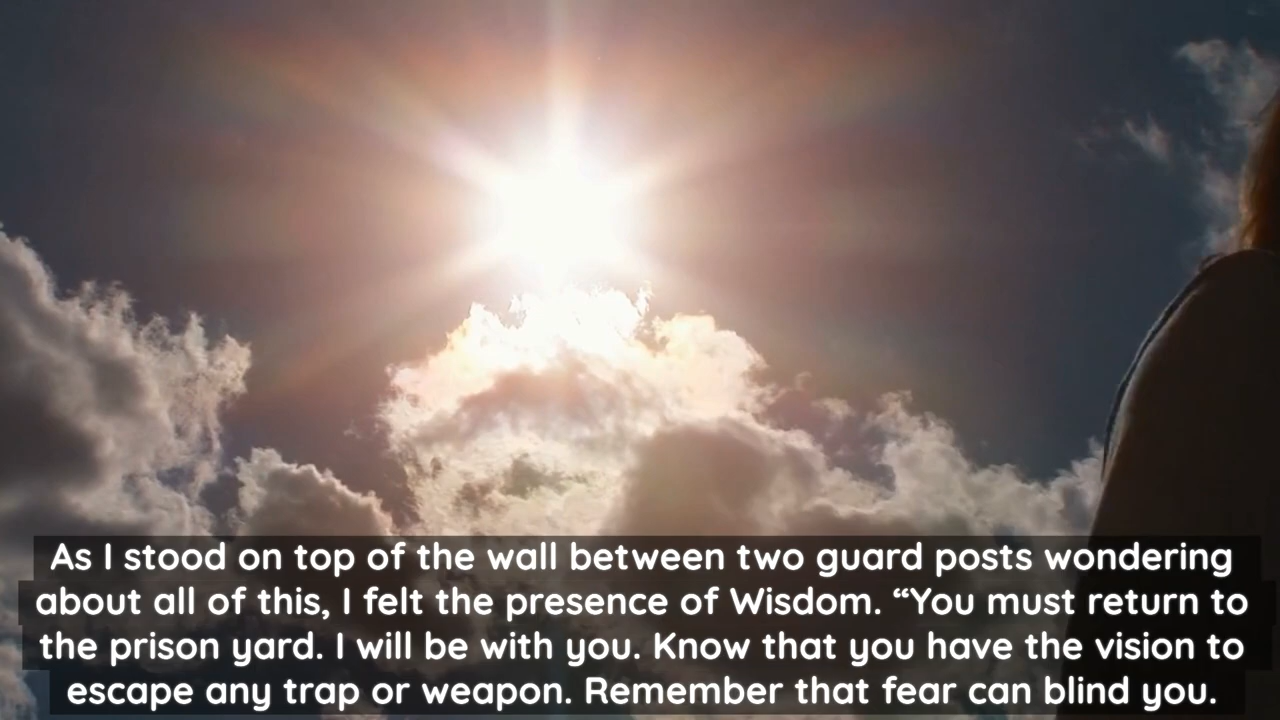 As I stood on top of the wall between two guard posts wondering
about all of this, I felt the presence of Wisdom. “You must return to
the prison yard. I will be with you. Know that you have the vision to
escape any trap or weapon. Remember that fear can blind you.